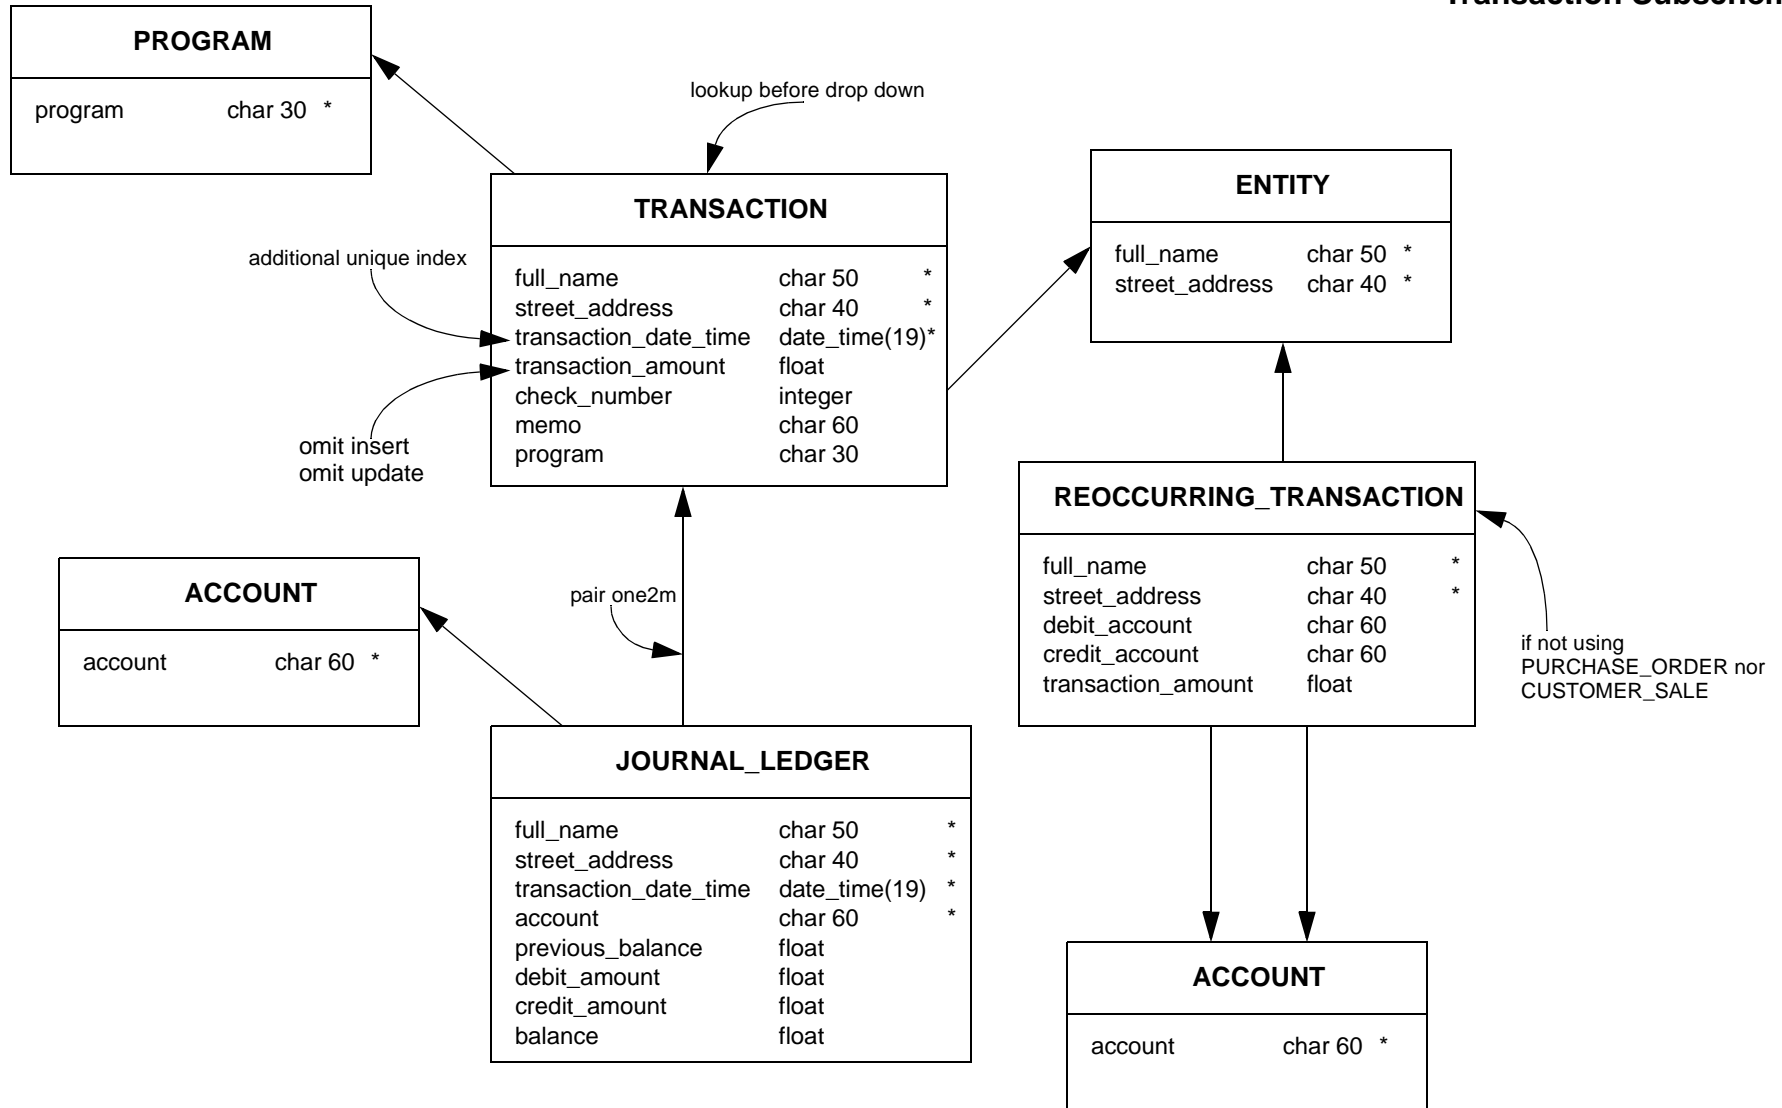 Transaction Subschem
PROGRAM
program char 30 *
lookup before drop down
TRANSACTION
full_name char 50 *
street_address char 40 *
transaction_date_time date_time(19)*
transaction_amount float
check_number integer
memo char 60
program char 30
additional unique index
omit insert
omit update
ENTITY
full_name char 50 *
street_address char 40 *
REOCCURRING_TRANSACTION
full_name char 50 *
street_address char 40 *
debit_account char 60
credit_account char 60
transaction_amount float
if not using
PURCHASE_ORDER nor
CUSTOMER_SALE
ACCOUNT
account char 60 *
pair one2m
JOURNAL_LEDGER
full_name char 50 *
street_address char 40 *
transaction_date_time date_time(19) *
account char 60 *
previous_balance float
debit_amount float
credit_amount float
balance float
ACCOUNT
account char 60 *